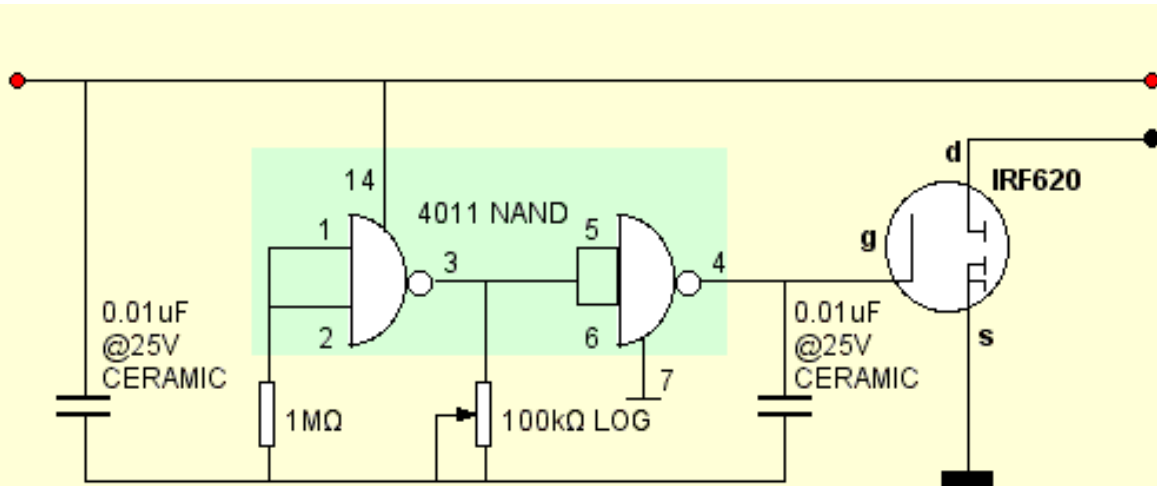 14
4011 NAND
1
3
2
5
6
4
7
d
IRF620
g
s
0.01uF
@25V
CERAMIC
1MΩ
100kΩ LOG
0.01uF
@25V
CERAMIC